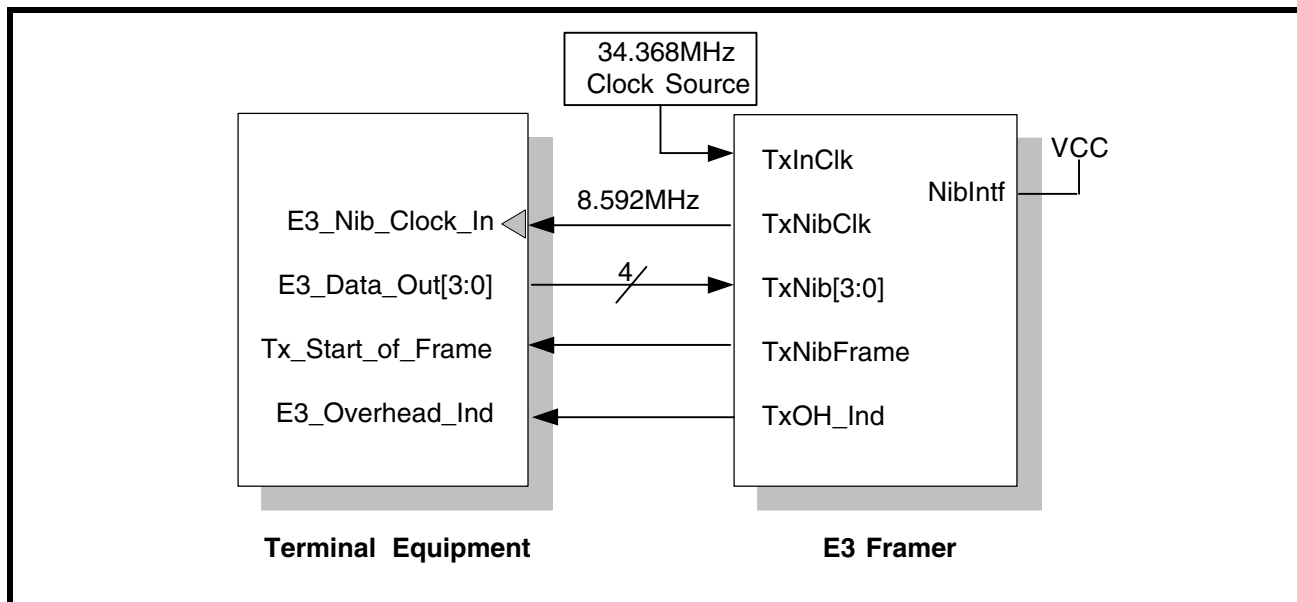 34.368MHz
Clock Source
VCC
TxInClk
NibIntf
8.592MHz
E3_Nib_Clock_In
TxNibClk
E3_Data_Out[3:0]
4
TxNib[3:0]
Tx_Start_of_Frame
TxNibFrame
E3_Overhead_Ind
TxOH_Ind
Terminal Equipment
E3 Framer